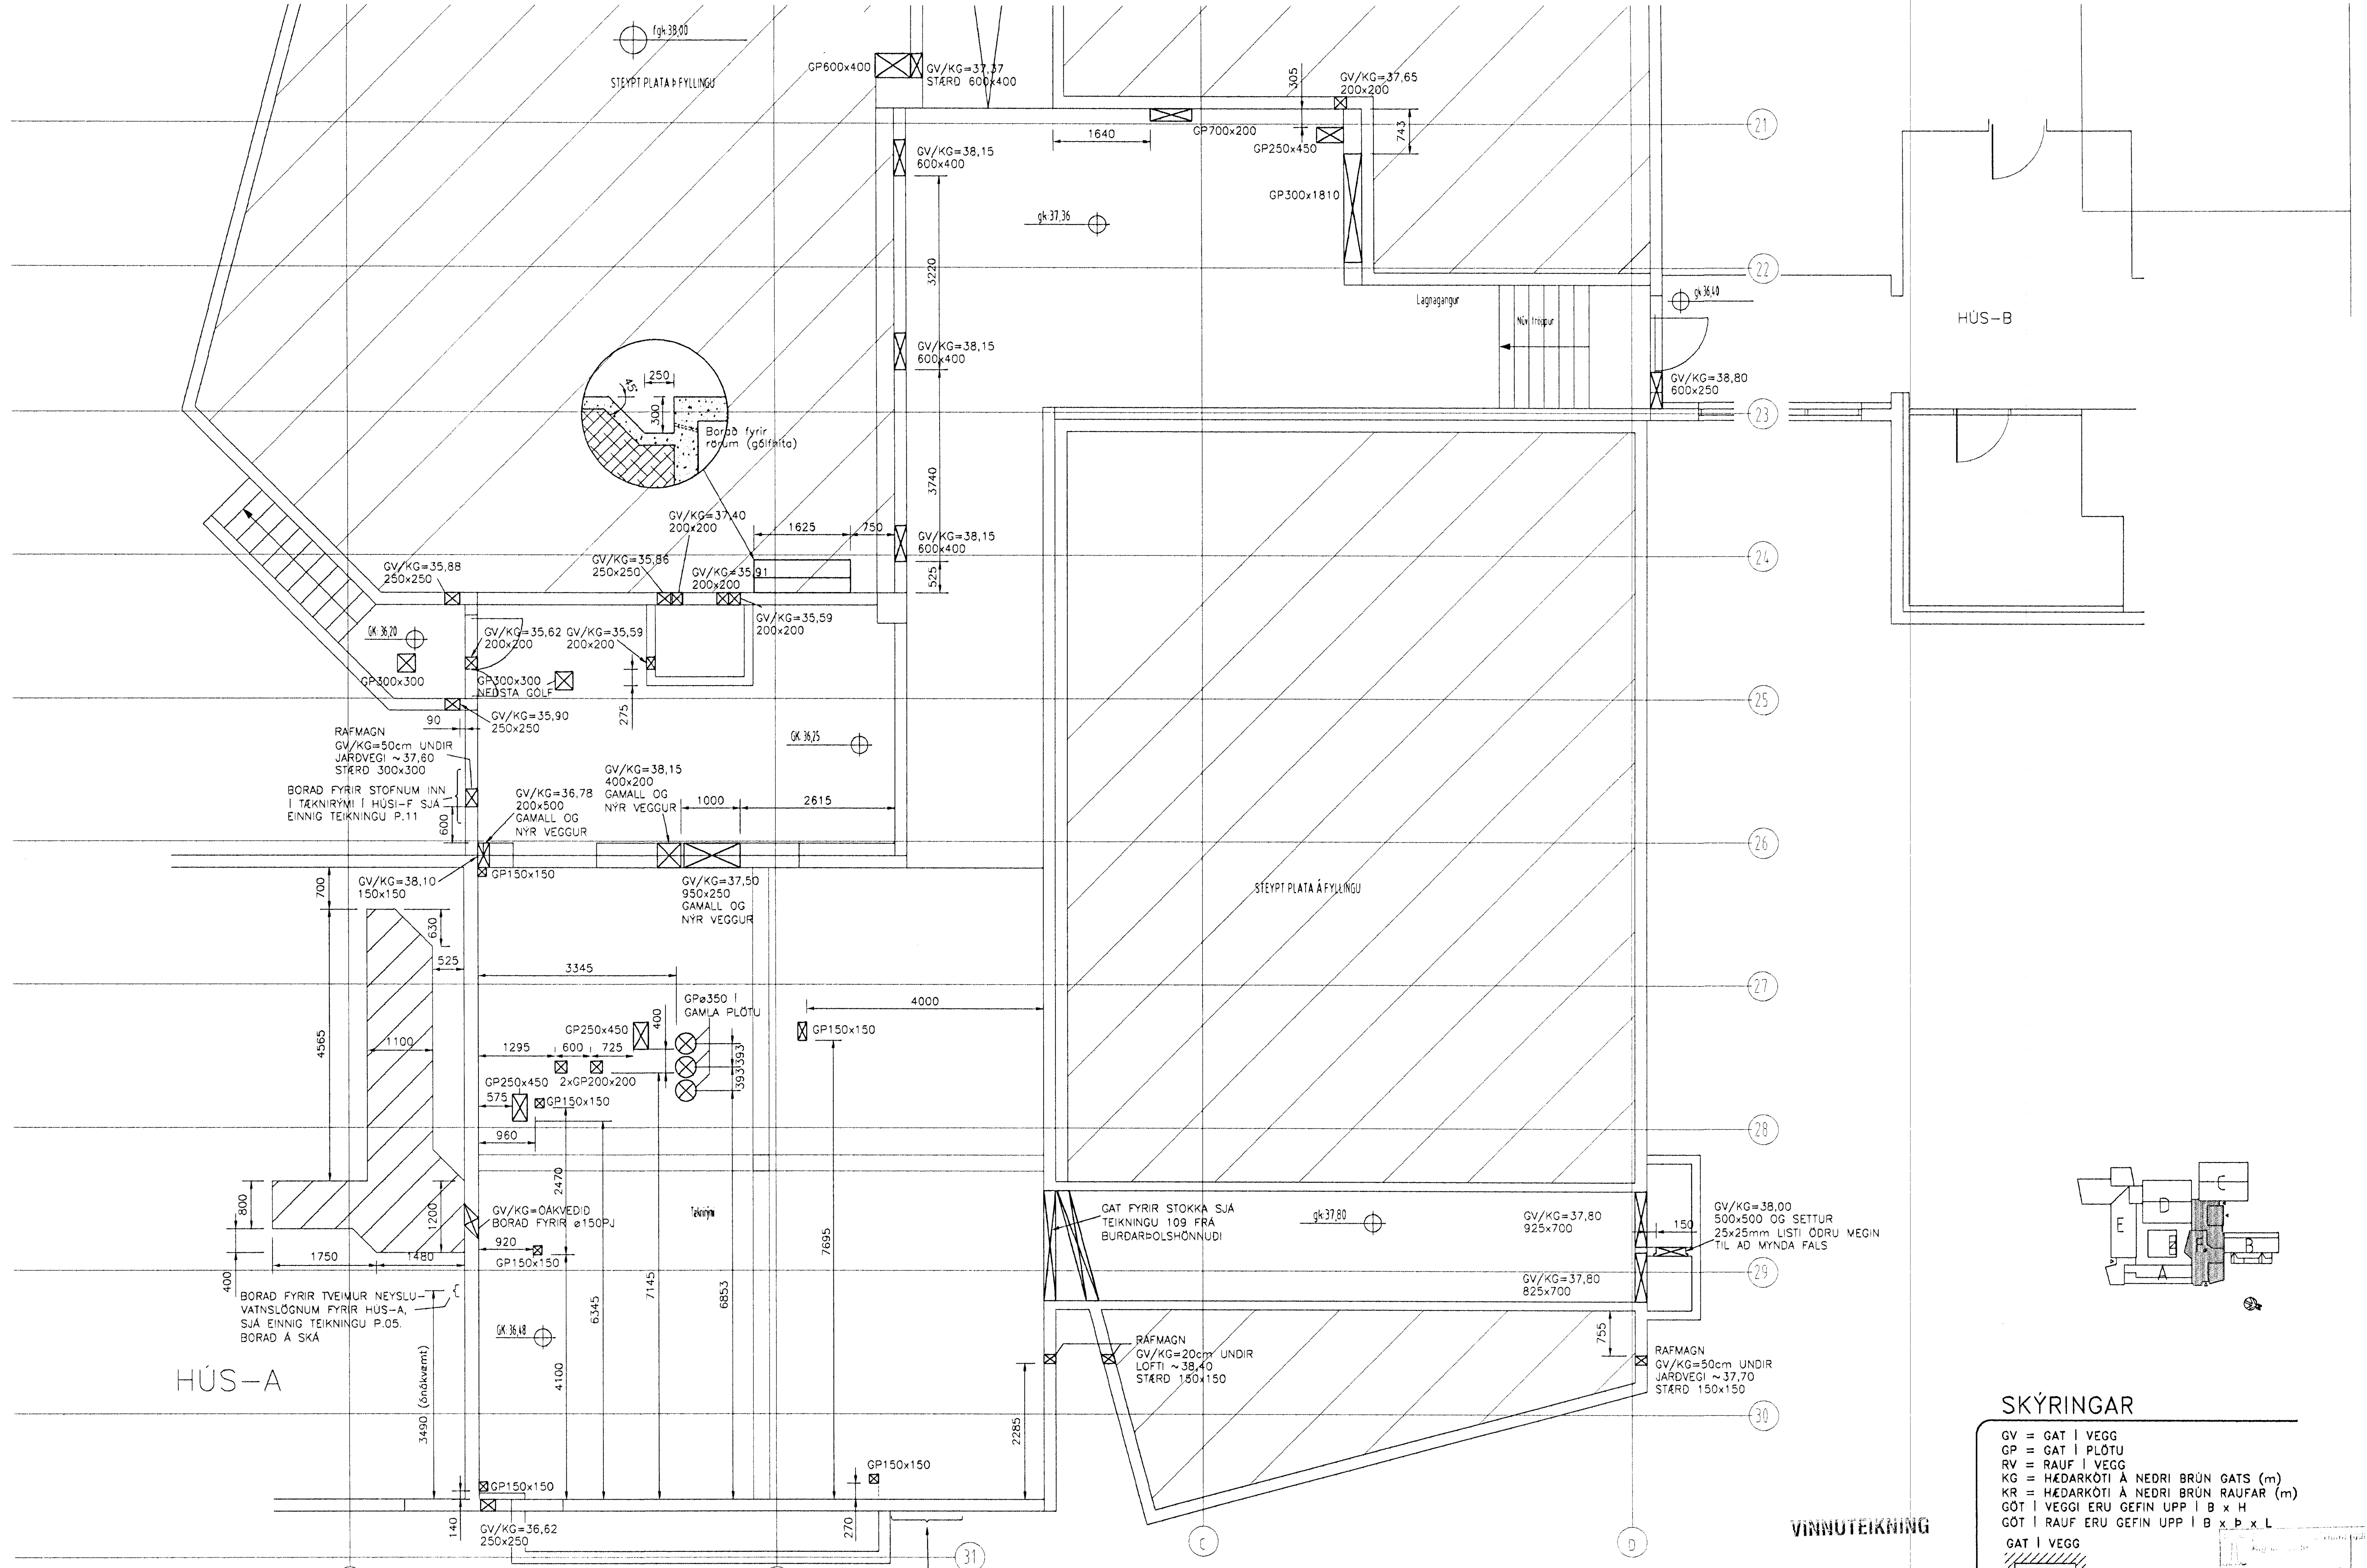 fgk:38,00
STEYPT PLATA Þ FYLLINGU
GP600x400
GV/KG=37,37
STÆRÐ 600x400
305
GV/KG=37,65
200x200
1640
GP700x200
GP250x450
743
21
GV/KG=38,15
600x400
GP300x1810
gk:37,36
3220
22
Lagnagangur
gk:36,40
HÚS-B
GV/KG=38,15
600x400
250
45°
300
Borað fyrir
rörum (gólfhita)
GV/KG=38,80
600x250
23
3740
GV/KG=37,40
200x200
1625
750
GV/KG=38,15
600x400
24
GV/KG=35,88
250x250
GV/KG=35,86
250x250
GV/KG=35,91
200x200
525
GV/KG=35,59
200x200
GK:36,20
GV/KG=35,62
200x200
GV/KG=35,59
200x200
GP300x300
GP300x300
NEDSTA GÓLF
25
275
90
GV/KG=35,90
250x250
RAFMAGN
GV/KG=50cm UNDIR
JARDVEGI ~37,60
STÆRÐ 300x300
GK:36,25
BORAÐ FYRIR STOFNUM INN
Í TÆKNIRÝMI Í HÚSI-F SJÁ
EINNIG TEIKNINGU P.11
600
GV/KG=36,78
200x500
GAMALL OG
NÝR VEGGUR
GV/KG=38,15
400x200
GAMALL OG
NÝR VEGGUR
1000
2615
26
GV/KG=38,10
150x150
GP150x150
GV/KG=37,50
950x250
GAMALL OG
NÝR VEGGUR
STEYPT PLATA Á FYLLINGU
700
630
525
3345
4000
27
GPø350 Í
GAMLA PLÖTU
GP250x450
400
GP150x150
4565
1100
1295
600
725
393
393
GP250x450
2xGP200x200
575
GP150x150
28
960
2470
800
1200
GV/KG=ÓÁKVEÐIÐ
BORAÐ FYRIR ø150PJ
Tæknirými
GAT FYRIR STOKKA SJÁ
TEIKNINGU 109 FRÁ
BURÐARÞOLSHÖNNUÐI
gk:37,80
GV/KG=37,80
925x700
150
GV/KG=38,00
500x500 OG SETTUR
25x25mm LISTI ÖÐRU MEGIN
TIL AÐ MYNDA FALS
E
D
C
B
A
920
GP150x150
1750
1480
400
7695
7145
6853
6345
29
GV/KG=37,80
825x700
BORAÐ FYRIR TVEIMUR NEYSLU-
VATNSLÖGNUM FYRIR HÚS-A,
SJÁ EINNIG TEIKNINGU P.05.
BORAÐ Á SKÁ
GK:36,48
RAFMAGN
GV/KG=20cm UNDIR
LOFTI ~38,40
STÆRÐ 150x150
755
RAFMAGN
GV/KG=50cm UNDIR
JARÐVEGI ~37,70
STÆRÐ 150x150
HÚS-A
3490 (ónákvæmt)
4100
2285
30
GP150x150
GP150x150
140
GV/KG=36,62
250x250
270
31
C
D
VINNUTEIKNING
SKÝRINGAR
GV = GAT Í VEGG
GP = GAT Í PLÖTU
RV = RAUF Í VEGG
KG = HÆÐARKÓTI Á NEÐRI BRÚN GATS (m)
KR = HÆÐARKÓTI Á NEÐRI BRÚN RAUFAR (m)
GÖT Í VEGGI ERU GEFIN UPP Í B x H
GÖT Í RAUF ERU GEFIN UPP Í B x Þ x L
GAT Í VEGG